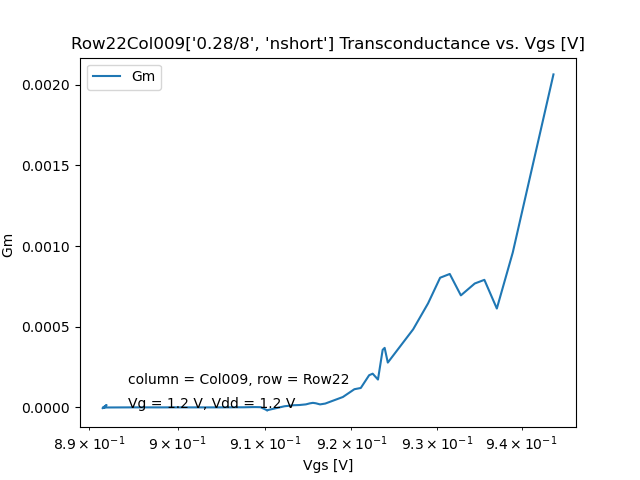 Row22Col009['0.28/8', 'nshort'] Transconductance vs. Vgs [V]
Gm
0.0020
0.0015
0.0010
0.0005
0.0000
Gm
column = Col009, row = Row22
Vg = 1.2 V, Vdd = 1.2 V
8.9 × 10⁻¹ 9 × 10⁻¹ 9.1 × 10⁻¹ 9.2 × 10⁻¹ 9.3 × 10⁻¹ 9.4 × 10⁻¹
Vgs [V]